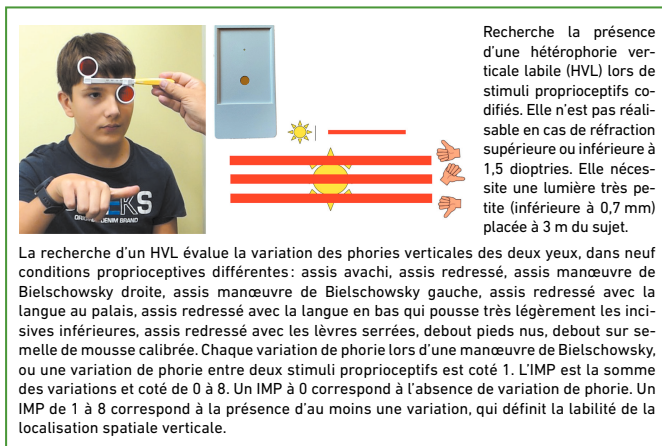 Recherche la présence
d'une hétérophorie ver-
ticale labile (HVL) lors de
stimuli proprioceptifs co-
difiés. Elle n'est pas réali-
sable en cas de réfraction
supérieure ou inférieure à
1,5 dioptries. Elle néces-
site une lumière très pe-
tite (inférieure à 0,7 mm)
placée à 3 m du sujet.
La recherche d'un HVL évalue la variation des phories verticales des deux yeux, dans neuf
conditions proprioceptives différentes : assis avachi, assis redressé, assis manœuvre de
Bielschowsky droite, assis manœuvre de Bielschowsky gauche, assis redressé avec la
langue au palais, assis redressé avec la langue en bas qui pousse très légèrement les inci-
sives inférieures, assis redressé avec les lèvres serrées, debout pieds nus, debout sur se-
melle de mousse calibrée. Chaque variation de phorie lors d'une manœuvre de Bielschowsky,
ou une variation de phorie entre deux stimuli proprioceptifs est coté 1. L'IMP est la somme
des variations et coté de 0 à 8. Un IMP à 0 correspond à l'absence de variation de phorie. Un
IMP de 1 à 8 correspond à la présence d'au moins une variation, qui définit la labilité de la
localisation spatiale verticale.